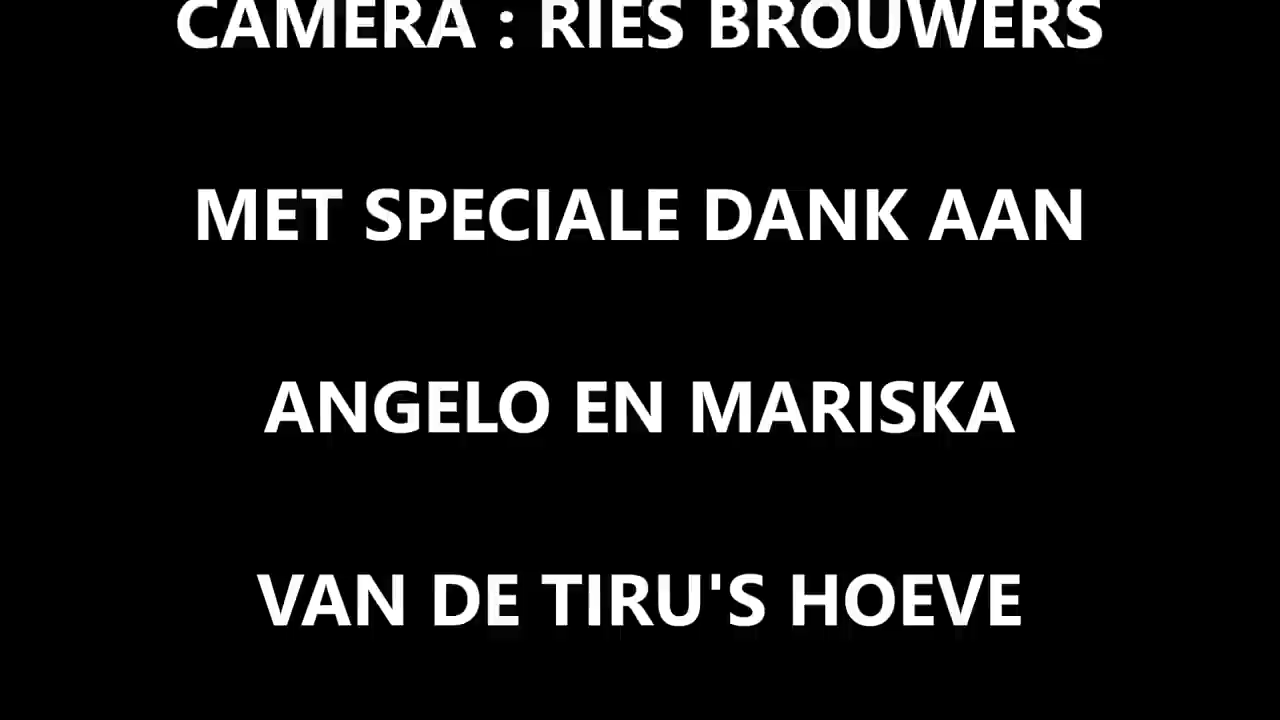 CAMERA : RIES BROUWERS
MET SPECIALE DANK AAN
ANGELO EN MARISKA
VAN DE TIRU'S HOEVE